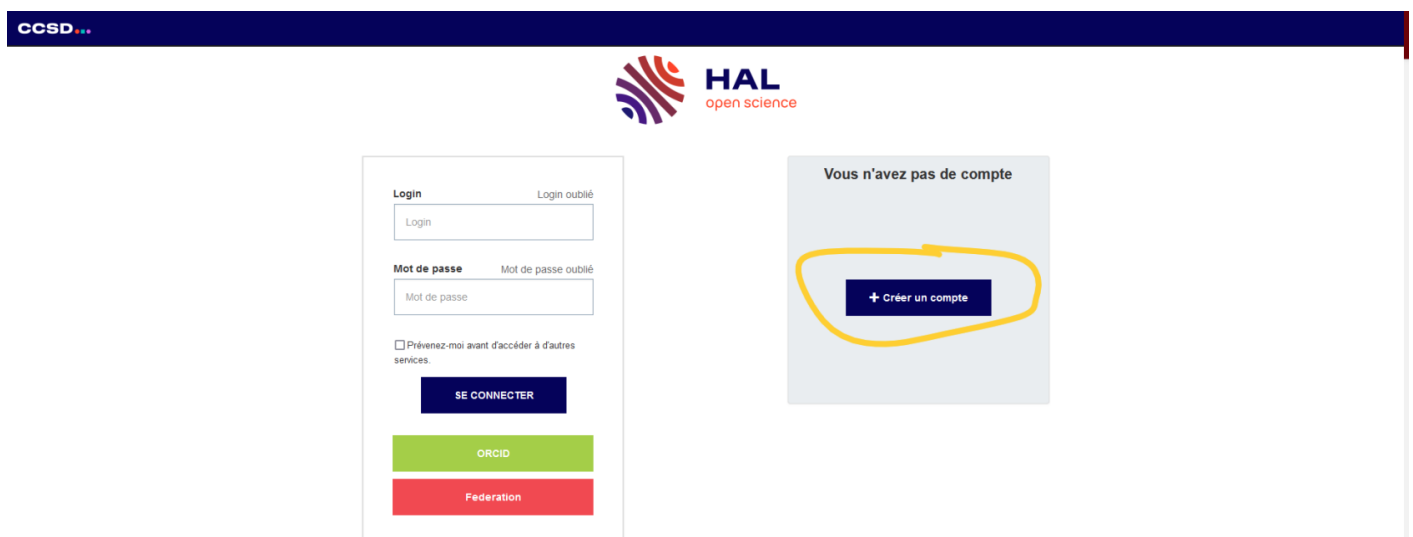 CCSD
HAL
open science
Login
Login oublié
Login
Mot de passe
Mot de passe oublié
Mot de passe
Prévenez-moi avant d'accéder à d'autres
services.
SE CONNECTER
ORCID
Federation
Vous n'avez pas de compte
+ Créer un compte